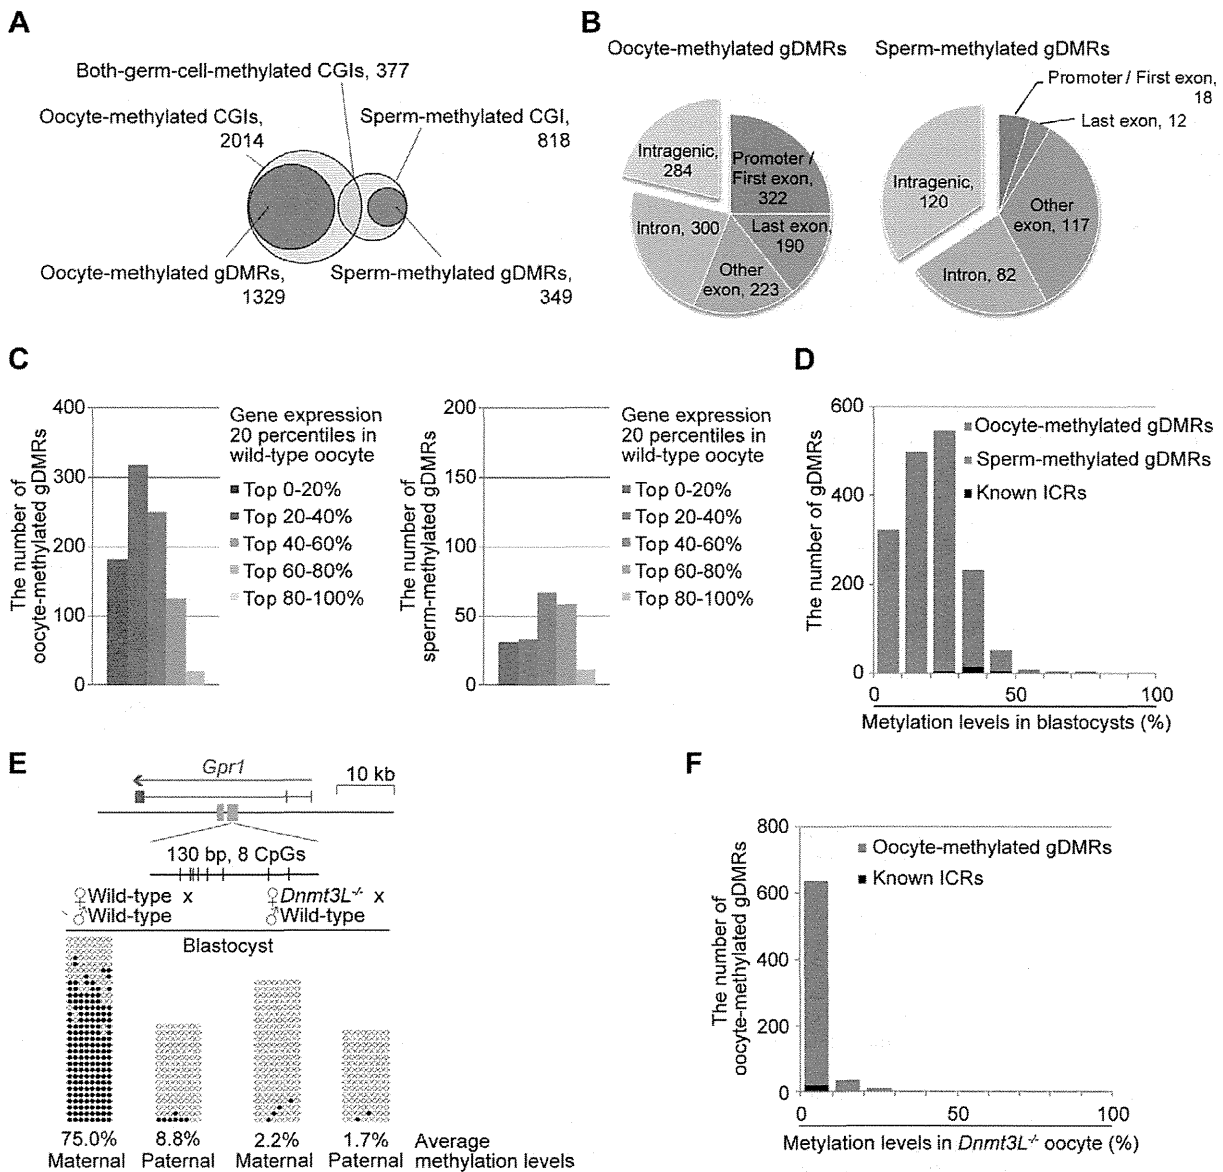 A
Both-germ-cell-methylated CGIs, 377
Oocyte-methylated CGIs,
2014
Sperm-methylated CGI,
818
Oocyte-methylated gDMRs,
1329
Sperm-methylated gDMRs,
349
B
Oocyte-methylated gDMRs
Sperm-methylated gDMRs
Intragenic,
284
Promoter /
First exon,
322
Intron, 300
Last exon,
190
Other
exon, 223
Promoter / First exon,
18
Last exon, 12
Intragenic,
120
Other
exon, 117
Intron, 82
C
The number of
oocyte-methylated gDMRs
400
300
200
100
0
Gene expression
20 percentiles in
wild-type oocyte
Top 0-20%
Top 20-40%
Top 40-60%
Top 60-80%
Top 80-100%
The number of
sperm-methylated gDMRs
200
150
100
50
0
Gene expression
20 percentiles in
wild-type oocyte
Top 0-20%
Top 20-40%
Top 40-60%
Top 60-80%
Top 80-100%
D
The number of gDMRs
600
400
200
0
Oocyte-methylated gDMRs
Sperm-methylated gDMRs
Known ICRs
0 50 100
Metylation levels in blastocysts (%)
E
Gpr1
10 kb
130 bp, 8 CpGs
♀Wild-type x
♂Wild-type
♀Dnmt3L-/- x
♂Wild-type
Blastocyst
75.0% 8.8% 2.2% 1.7% Average
Maternal Paternal Maternal Paternal methylation levels
F
The number of
oocyte-methylated gDMRs
800
600
400
200
0
Oocyte-methylated gDMRs
Known ICRs
0 50 100
Metylation levels in Dnmt3L-/- oocyte (%)